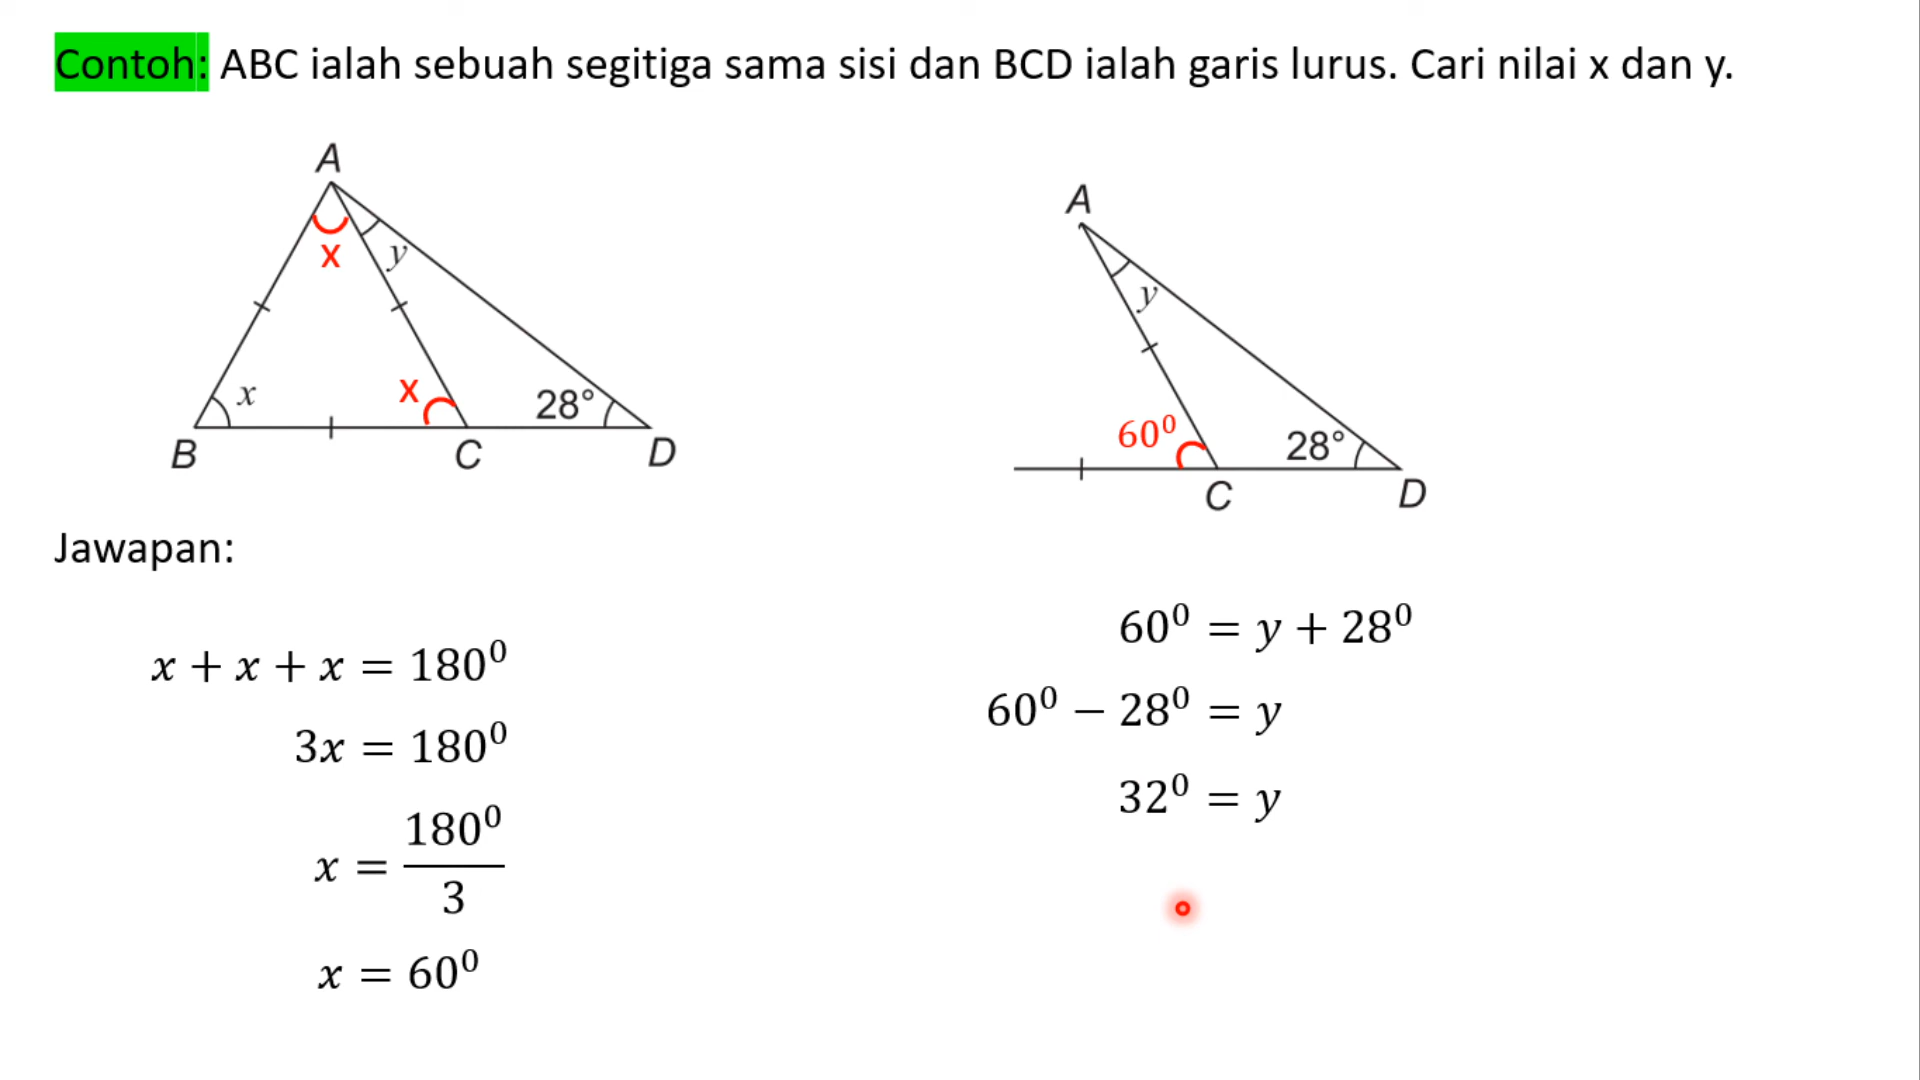 Contoh: ABC ialah sebuah segitiga sama sisi dan BCD ialah garis lurus. Cari nilai x dan y.
A
x
y
x
x
28°
B
C
D
A
y
60⁰
28°
C
D
Jawapan:
x + x + x = 180⁰
3x = 180⁰
x = 180⁰/3
x = 60⁰
60⁰ = y + 28⁰
60⁰ − 28⁰ = y
32⁰ = y